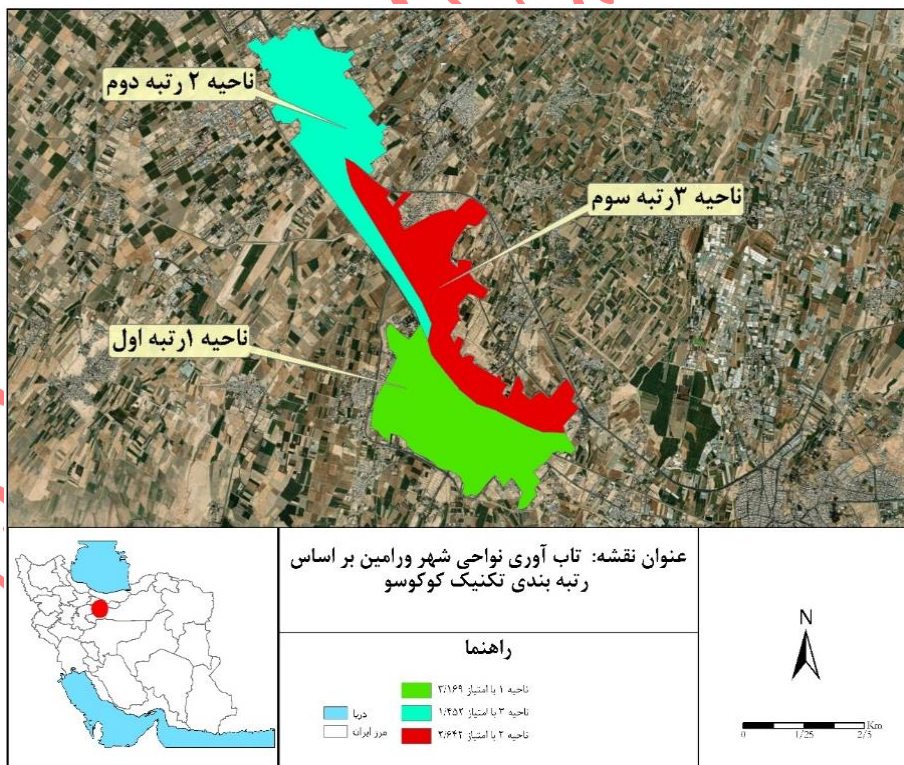 ناحیه ۲ رتبه دوم
ناحیه ۳رتبه سوم
ناحیه ۱رتبه اول
عنوان نقشه: تاب آوری نواحی شهر ورامین بر اساس
رتبه بندی تکنیک کوکوسو
راهنما
ناحیه ۱ با امتیاز ۳/۱۶۹
ناحیه ۳ با امتیاز ۱/۴۵۲
ناحیه ۲ با امتیاز ۲/۶۴۲
دریا
مرز ایران
N
Km
0 1/25 2/5